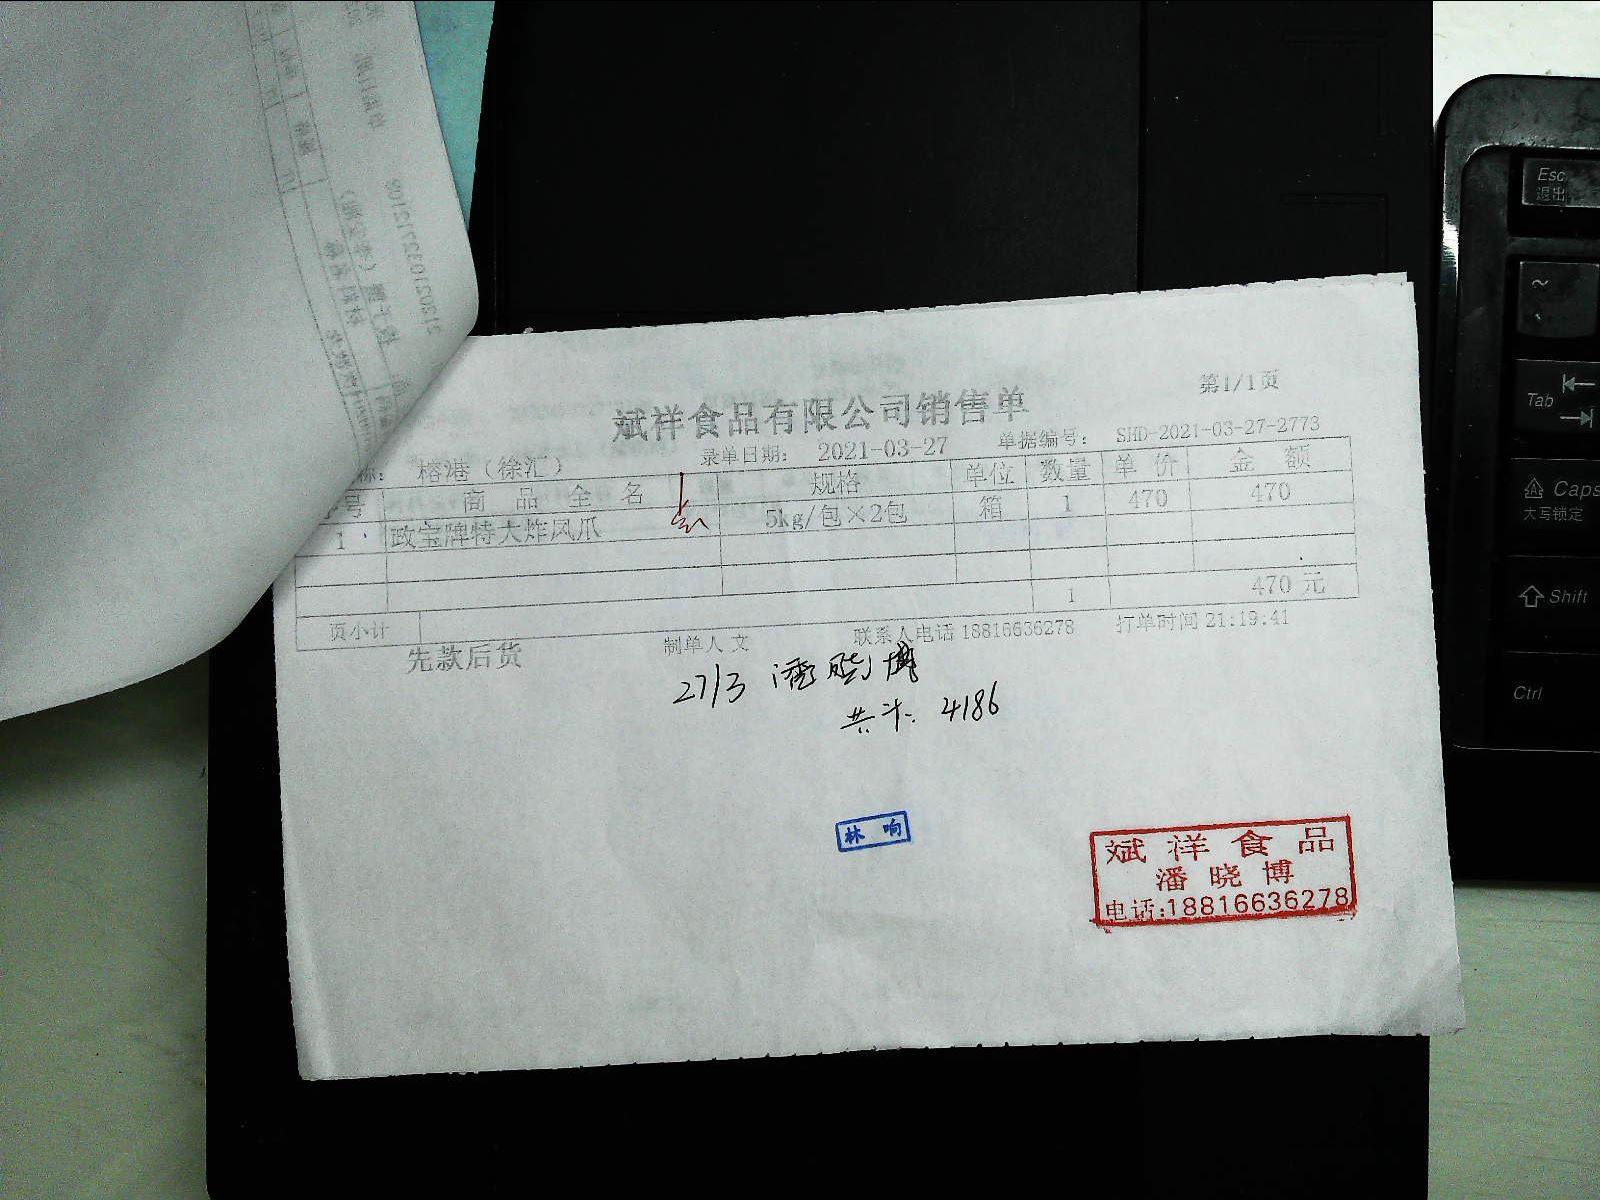 第1/1页
斌祥食品有限公司销售单
称: 榕港（徐汇） 录单日期: 2021-03-27 单据编号: SHD-2021-03-27-2773
号 商品全名 规格 单位 数量 单价 金额
1 政宝牌特大炸凤爪 5kg/包×2包 箱 1 470 470
页小计 1 470元
先款后货 制单人 文 联系人电话 18816636278 打单时间 21:19:41
27/3 潘晓博
共计: 4186
林响
斌祥食品
潘晓博
电话:18816636278
Esc
退出
~
Tab
Caps
大写锁定
Shift
Ctrl